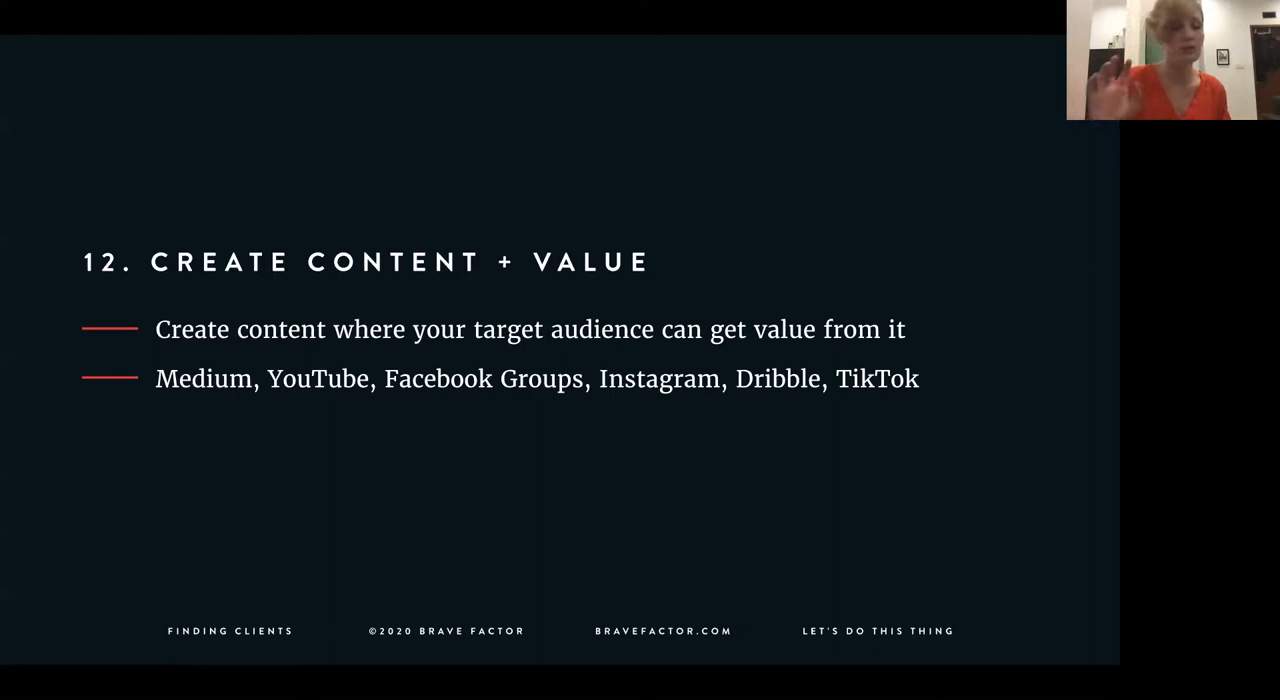 12. CREATE CONTENT + VALUE
Create content where your target audience can get value from it
Medium, YouTube, Facebook Groups, Instagram, Dribble, TikTok
FINDING CLIENTS ©2020 BRAVE FACTOR BRAVEFACTOR.COM LET'S DO THIS THING